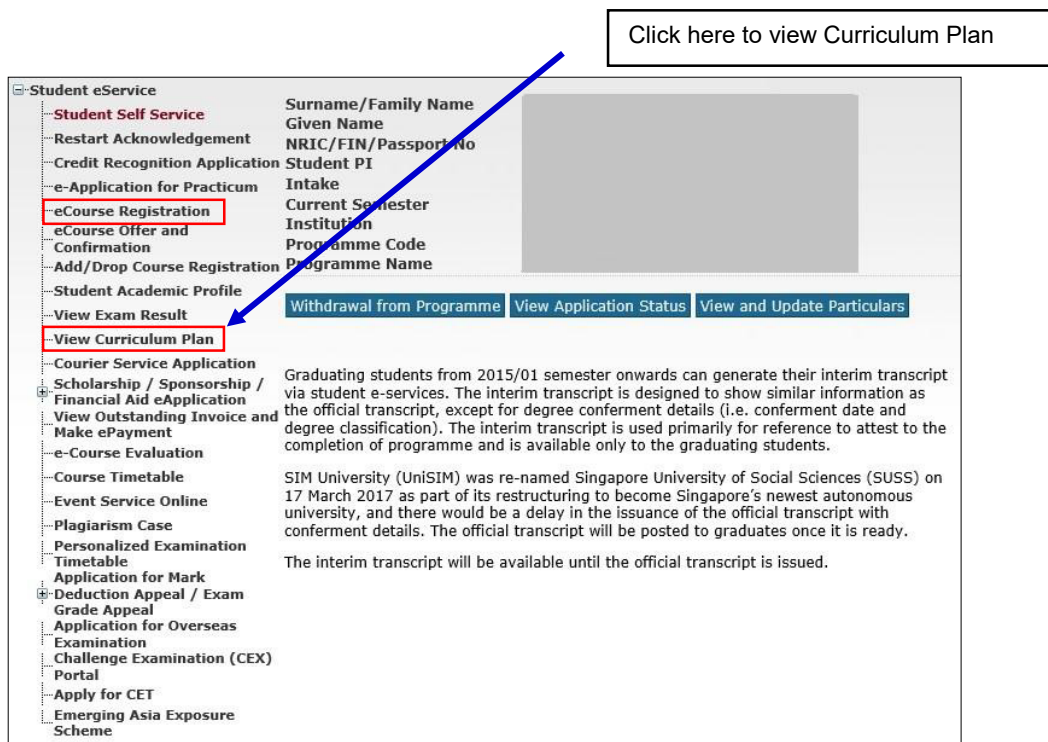 Click here to view Curriculum Plan
Student eService
Student Self Service
Restart Acknowledgement
Credit Recognition Application
e-Application for Practicum
eCourse Registration
eCourse Offer and
Confirmation
Add/Drop Course Registration
Student Academic Profile
View Exam Result
View Curriculum Plan
Courier Service Application
Scholarship / Sponsorship /
Financial Aid eApplication
View Outstanding Invoice and
Make ePayment
e-Course Evaluation
Course Timetable
Event Service Online
Plagiarism Case
Personalized Examination
Timetable
Application for Mark
Deduction Appeal / Exam
Grade Appeal
Application for Overseas
Examination
Challenge Examination (CEX)
Portal
Apply for CET
Emerging Asia Exposure
Scheme
Surname/Family Name
Given Name
NRIC/FIN/Passport No
Student PI
Intake
Current Semester
Institution
Programme Code
Programme Name
Withdrawal from Programme View Application Status View and Update Particulars
Graduating students from 2015/01 semester onwards can generate their interim transcript
via student e-services. The interim transcript is designed to show similar information as
the official transcript, except for degree conferment details (i.e. conferment date and
degree classification). The interim transcript is used primarily for reference to attest to the
completion of programme and is available only to the graduating students.
SIM University (UniSIM) was re-named Singapore University of Social Sciences (SUSS) on
17 March 2017 as part of its restructuring to become Singapore's newest autonomous
university, and there would be a delay in the issuance of the official transcript with
conferment details. The official transcript will be posted to graduates once it is ready.
The interim transcript will be available until the official transcript is issued.